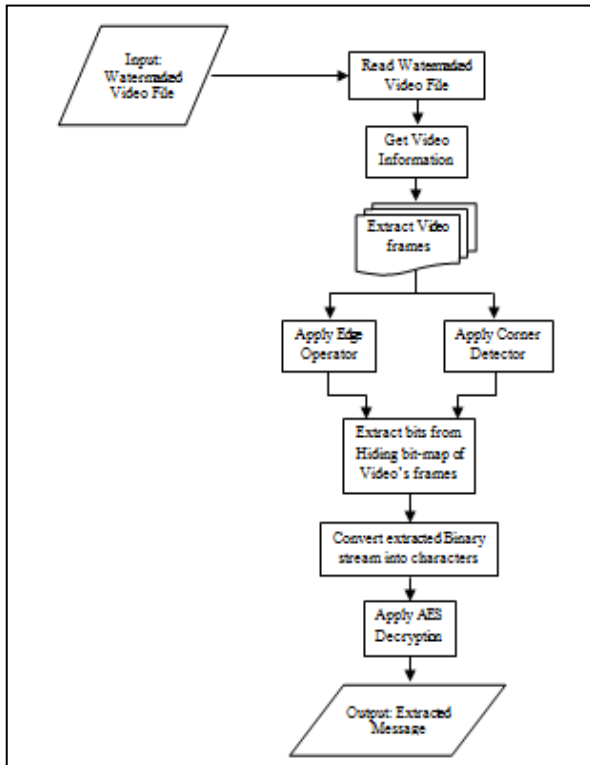 Input:
Watermarked
Video File
Read Watermarked
Video File
Get Video
Information
Extract Video
frames
Apply Edge
Operator
Apply Corner
Detector
Extract bits from
Hiding bit-map of
Video's frames
Convert extracted Binary
stream into characters
Apply AES
Decryption
Output: Extracted
Message